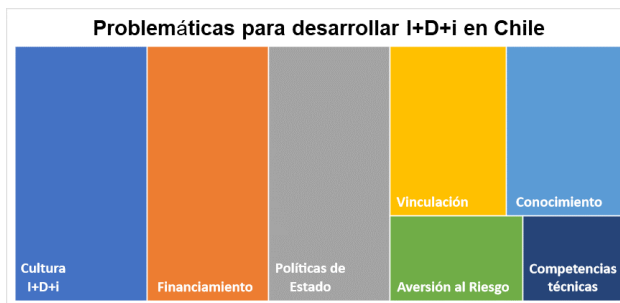 Problemáticas para desarrollar I+D+i en Chile
Cultura
I+D+i
Financiamiento
Políticas de
Estado
Vinculación
Conocimiento
Aversión al Riesgo
Competencias
técnicas